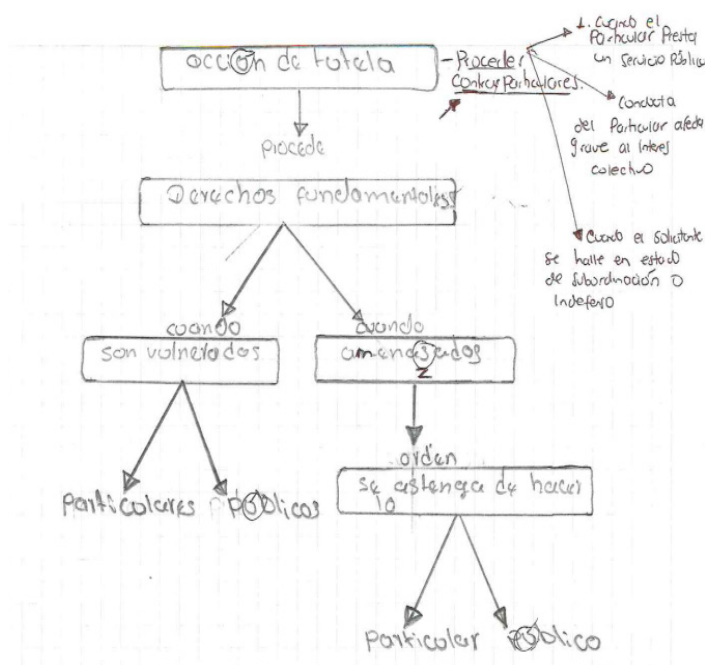 acción de tutela
procede
Derechos fundamentales
cuando
son vulnerados
particulares públicos
cuando
amenasados
z
orden
se astenga de hacer
lo
particular público
- Proceder
Contra Particulares.
1. Cuando el
Particular Presta
un Servicio Público
Conducta
del Particular afecta
grave al Interes
colectivo
Cuando el Solicitante
se halle en estado
de Subordinación o
Indefenso